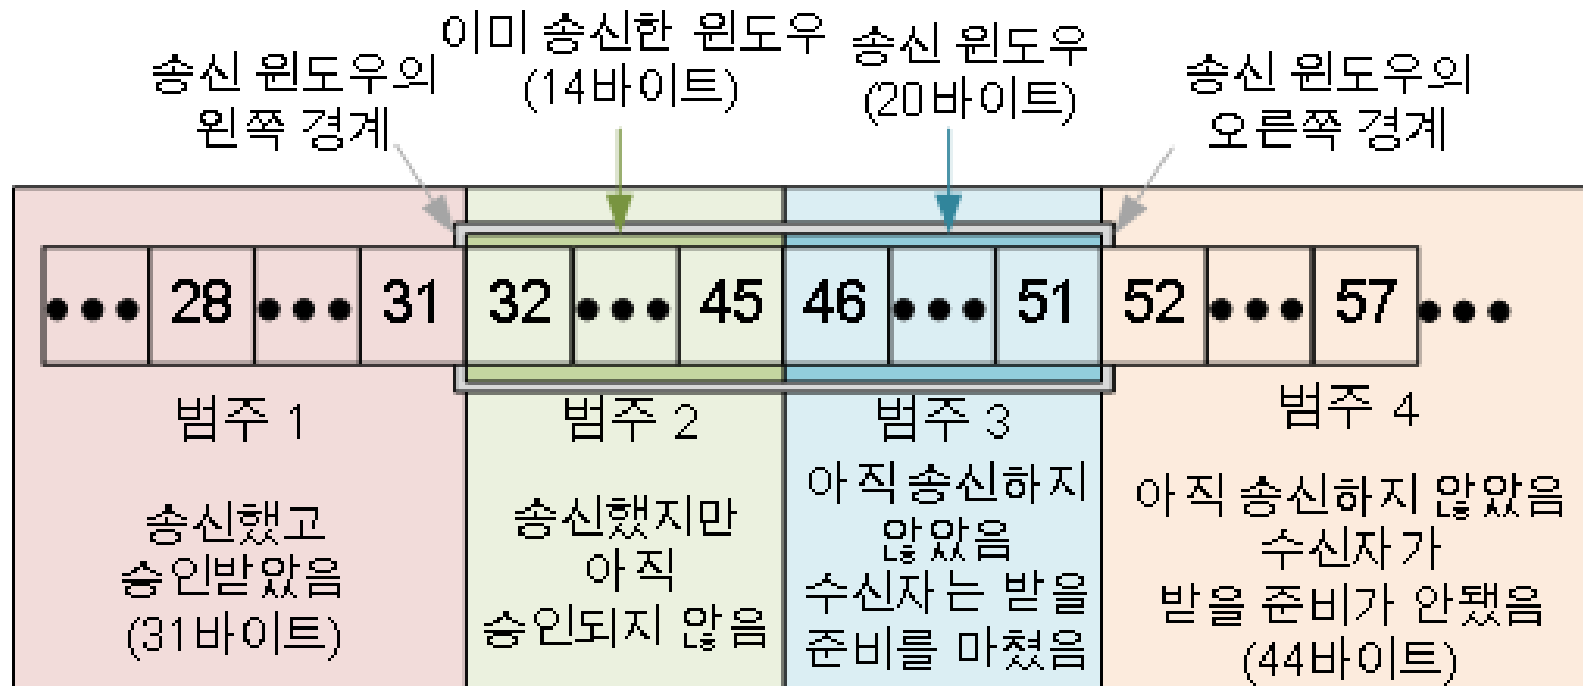 송신 윈도우의
왼쪽 경계
이미 송신한 윈도우
(14바이트)
송신 윈도우
(20바이트)
송신 윈도우의
오른쪽 경계
••• 28 ••• 31 32 ••• 45 46 ••• 51 52 ••• 57 •••
범주 1
송신했고
승인받았음
(31바이트)
범주 2
송신했지만
아직
승인되지 않음
범주 3
아직송신하지
않았음
수신자는 받을
준비를 마쳤음
범주 4
아직 송신하지 않았음
수신자가
받을 준비가 안됐음
(44바이트)